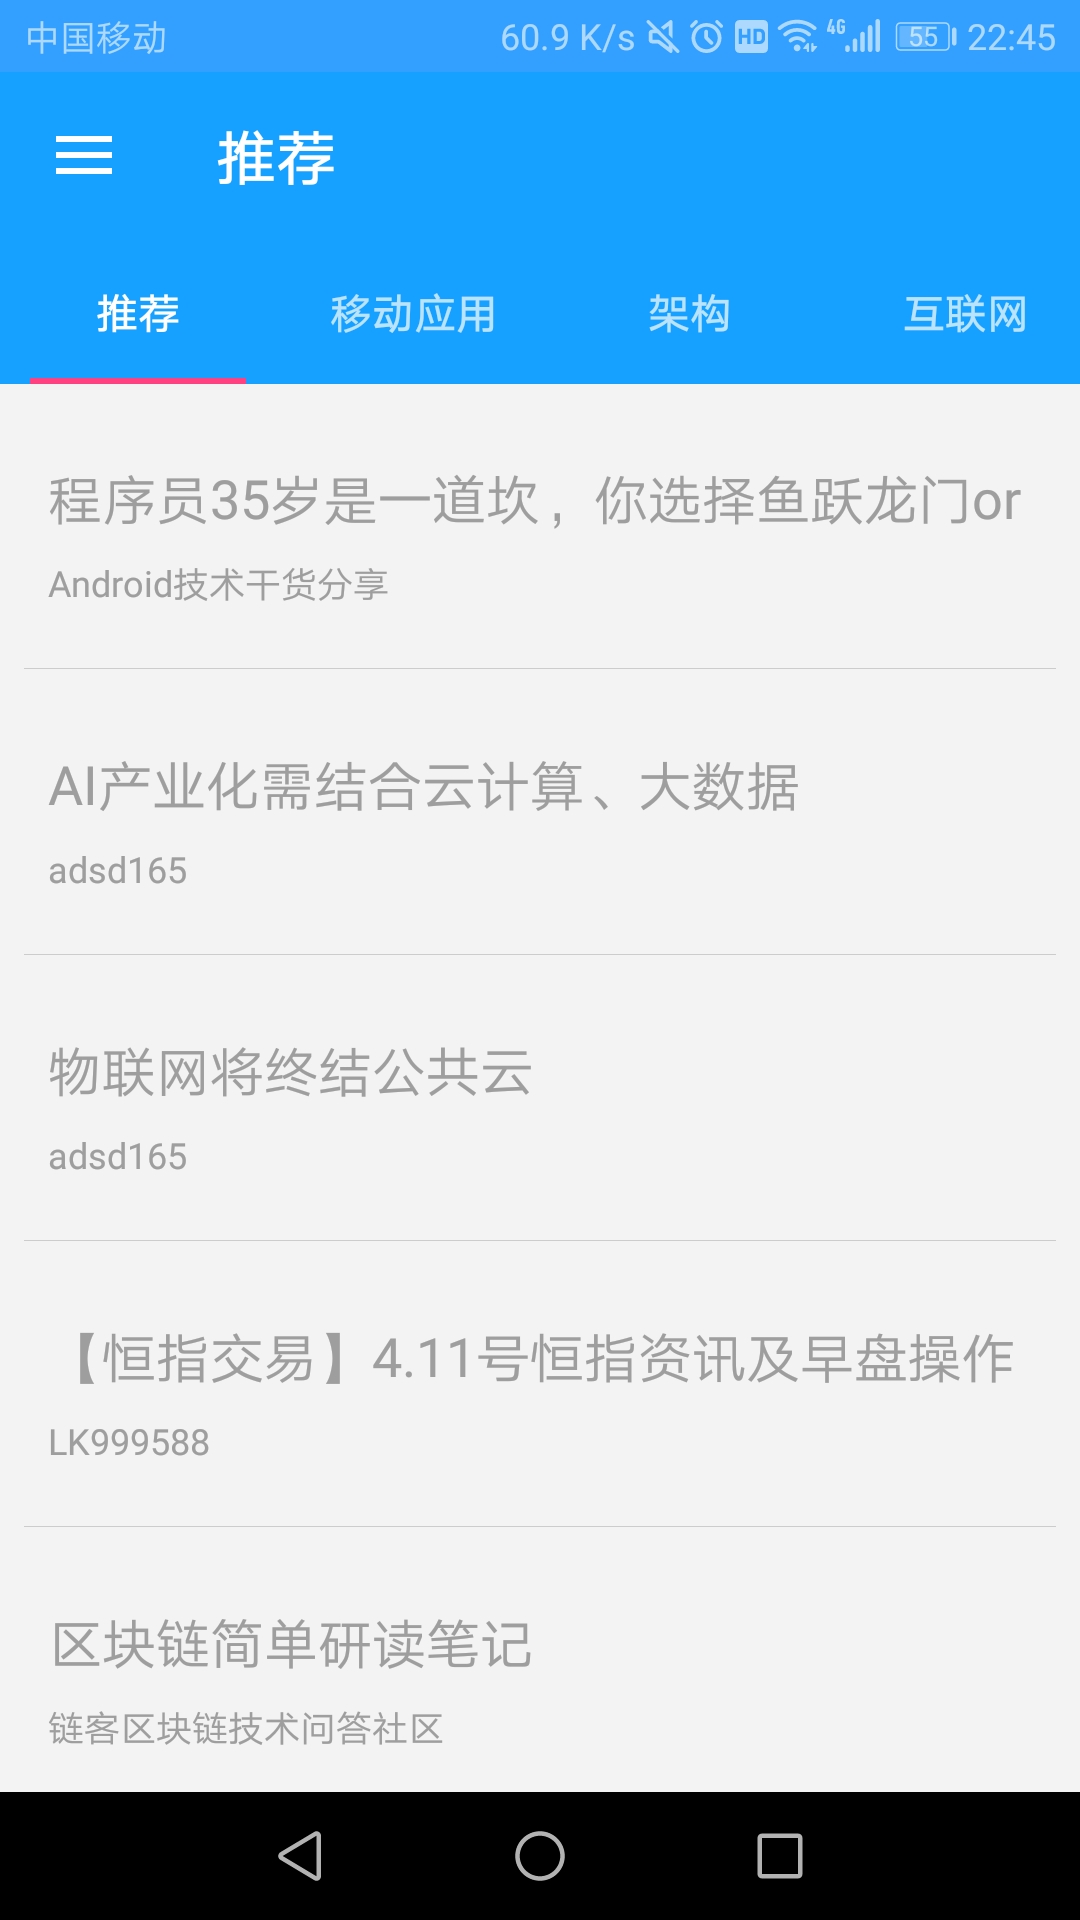 中国移动 60.9 K/s HD 4G 55 22:45
推荐
推荐 移动应用 架构 互联网
程序员35岁是一道坎，你选择鱼跃龙门or
Android技术干货分享
AI产业化需结合云计算、大数据
adsd165
物联网将终结公共云
adsd165
【恒指交易】4.11号恒指资讯及早盘操作
LK999588
区块链简单研读笔记
链客区块链技术问答社区